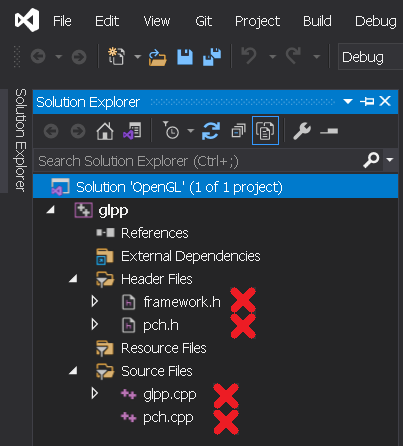 File Edit View Git Project Build Debug
Debug
Solution Explorer
Solution Explorer
Search Solution Explorer (Ctrl+;)
Solution 'OpenGL' (1 of 1 project)
glpp
References
External Dependencies
Header Files
framework.h
pch.h
Resource Files
Source Files
glpp.cpp
pch.cpp